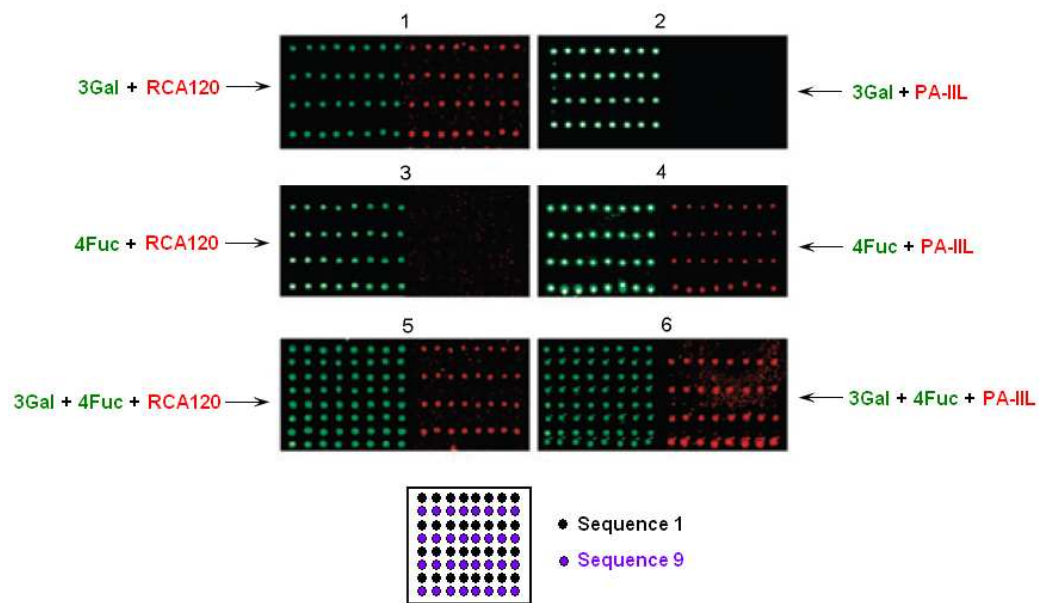 1
2
3Gal + RCA120
3Gal + PA-IIL
3
4
4Fuc + RCA120
4Fuc + PA-IIL
5
6
3Gal + 4Fuc + RCA120
3Gal + 4Fuc + PA-IIL
Sequence 1
Sequence 9